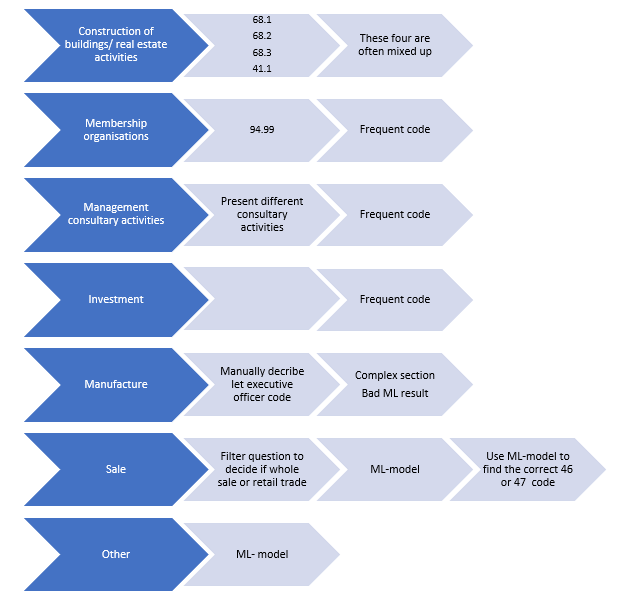 Construction of
buildings/ real estate
activities
68.1
68.2
68.3
41.1
These four are
often mixed up
Membership
organisations
94.99
Frequent code
Management
consultary activities
Present different
consultary
activities
Frequent code
Investment
Frequent code
Manufacture
Manually decribe
let executive
officer code
Complex section
Bad ML result
Sale
Filter question to
decide if whole
sale or retail trade
ML-model
Use ML-model to
find the correct 46
or 47 code
Other
ML- model